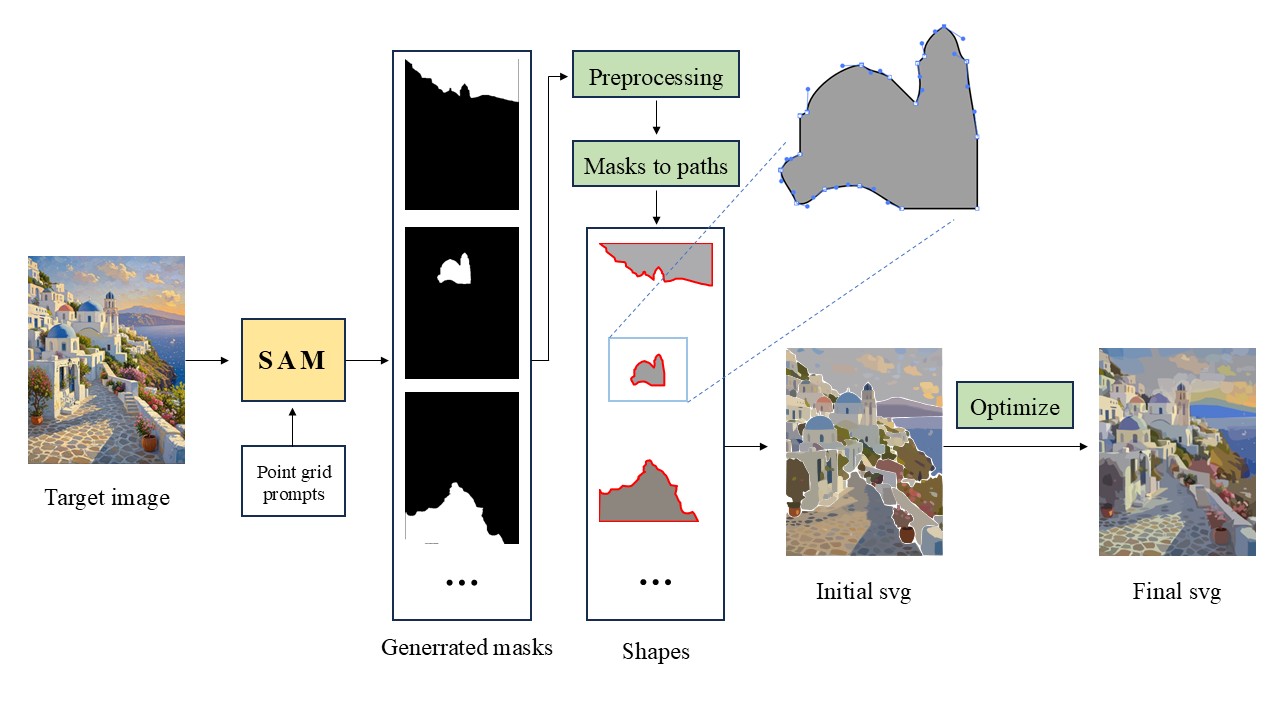 Preprocessing
Masks to paths
SAM
Point grid
prompts
Target image
...
Generrated masks
...
Shapes
Initial svg
Optimize
Final svg